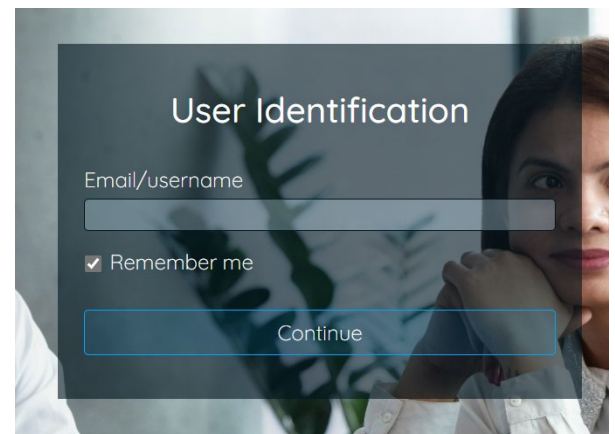 User Identification
Email/username
Remember me
Continue